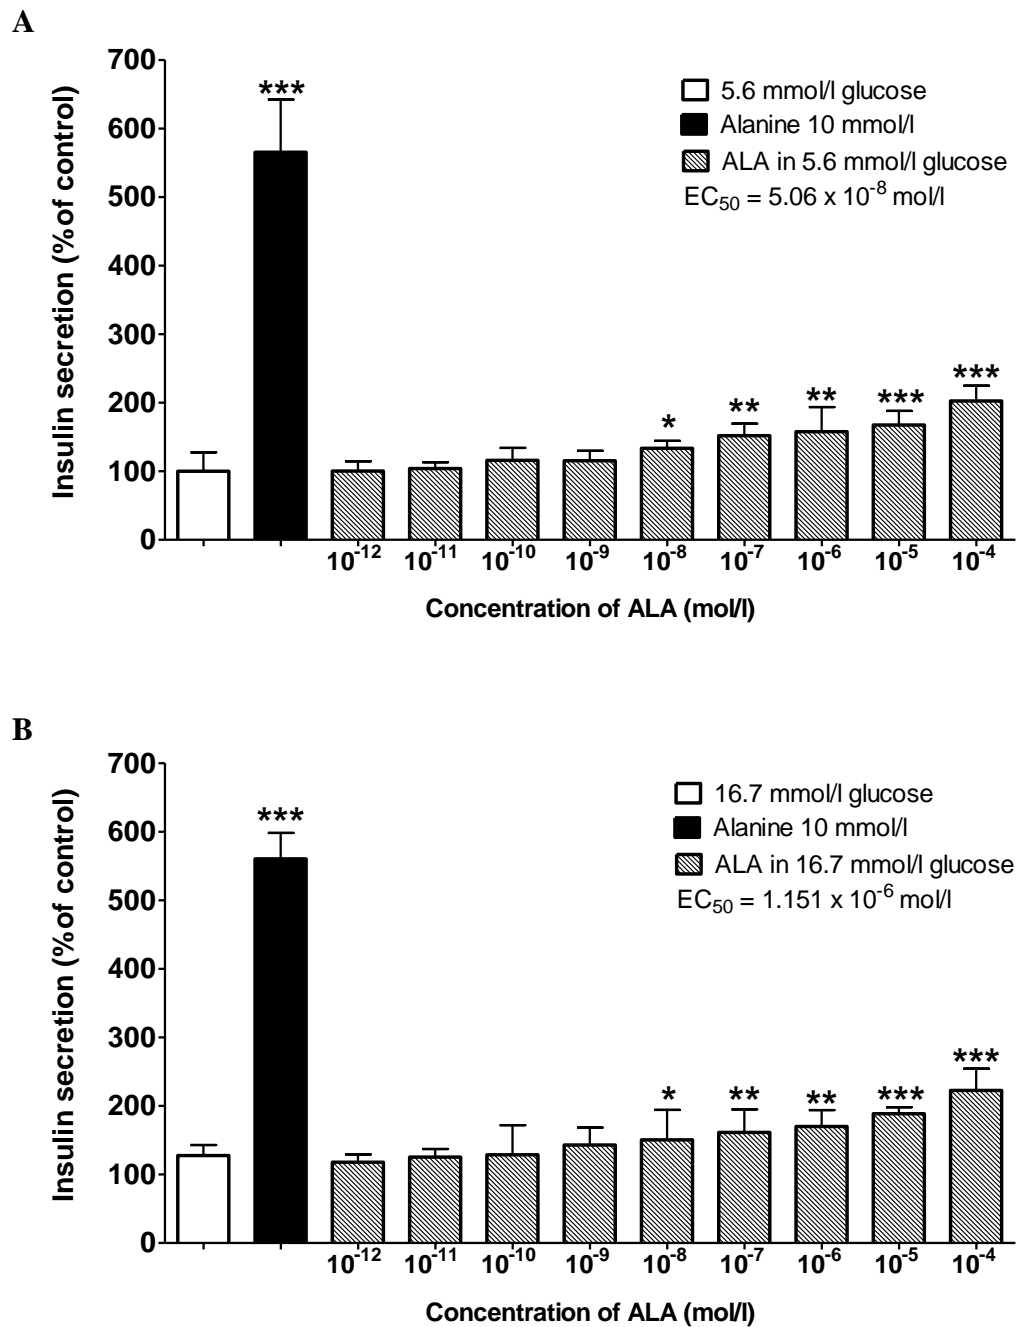 A
700
600
500
400
300
200
100
0
Insulin secretion (% of control)
***
* ** ** *** ***
5.6 mmol/l glucose
Alanine 10 mmol/l
ALA in 5.6 mmol/l glucose
EC50 = 5.06 x 10-8 mol/l
10-12 10-11 10-10 10-9 10-8 10-7 10-6 10-5 10-4
Concentration of ALA (mol/l)
B
700
600
500
400
300
200
100
0
Insulin secretion (% of control)
***
* ** ** *** ***
16.7 mmol/l glucose
Alanine 10 mmol/l
ALA in 16.7 mmol/l glucose
EC50 = 1.151 x 10-6 mol/l
10-12 10-11 10-10 10-9 10-8 10-7 10-6 10-5 10-4
Concentration of ALA (mol/l)